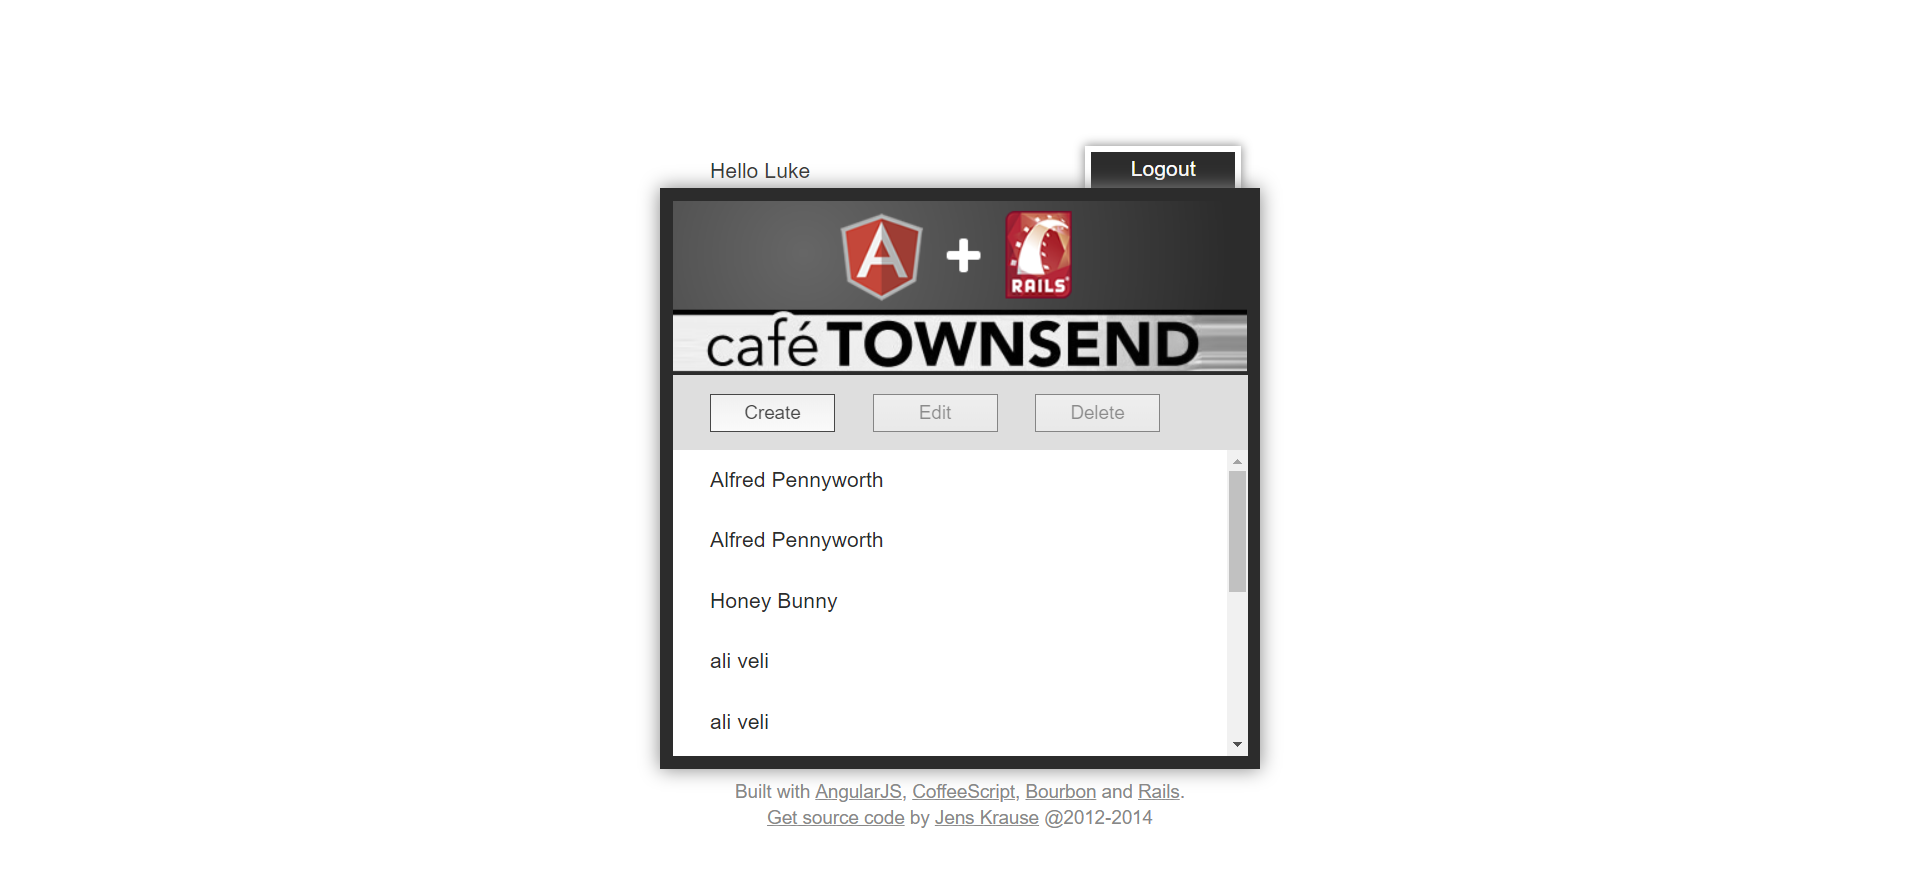 Hello Luke
Logout
A
RAILS
café TOWNSEND
Create
Edit
Delete
Alfred Pennyworth
Alfred Pennyworth
Honey Bunny
ali veli
ali veli
Built with AngularJS, CoffeeScript, Bourbon and Rails.
Get source code by Jens Krause @2012-2014